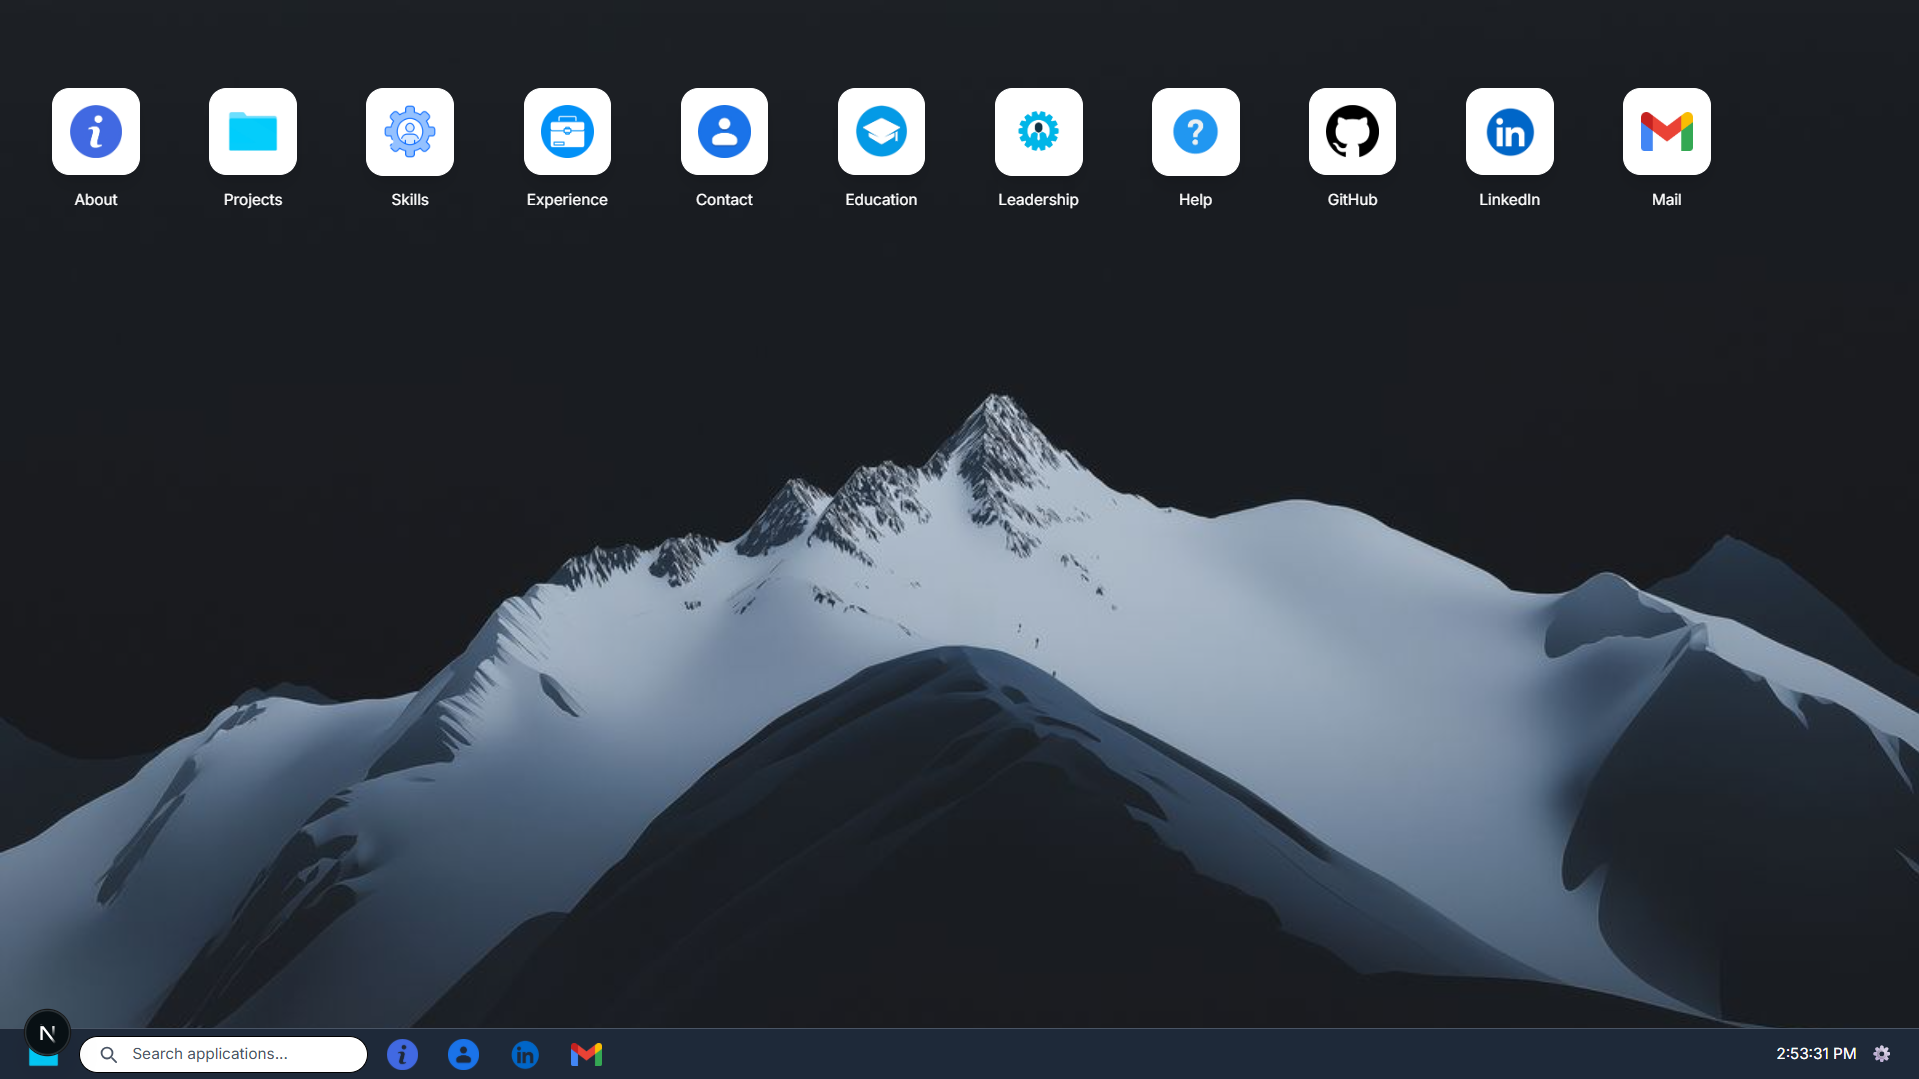 About
Projects
Skills
Experience
Contact
Education
Leadership
Help
GitHub
LinkedIn
Mail
N
Search applications...
2:53:31 PM